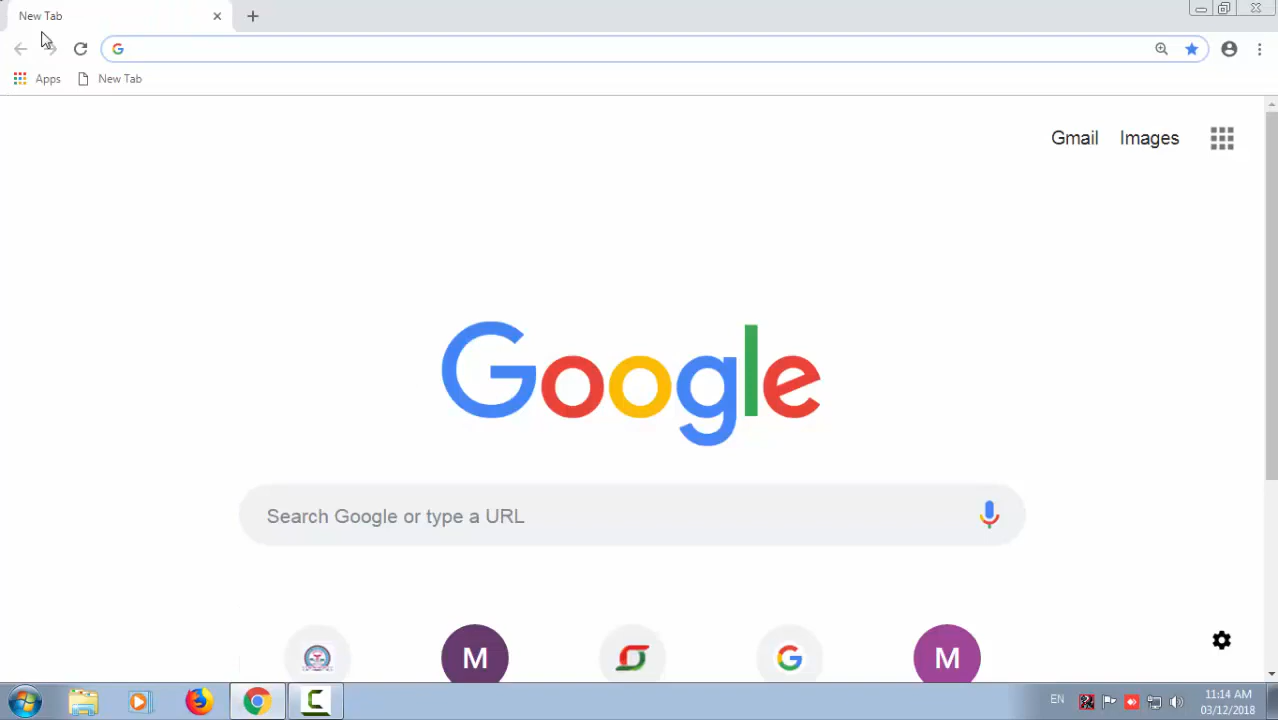 New Tab
Apps
New Tab
Gmail
Images
Google
Search Google or type a URL
M
G
M
EN
11:14 AM
03/12/2018